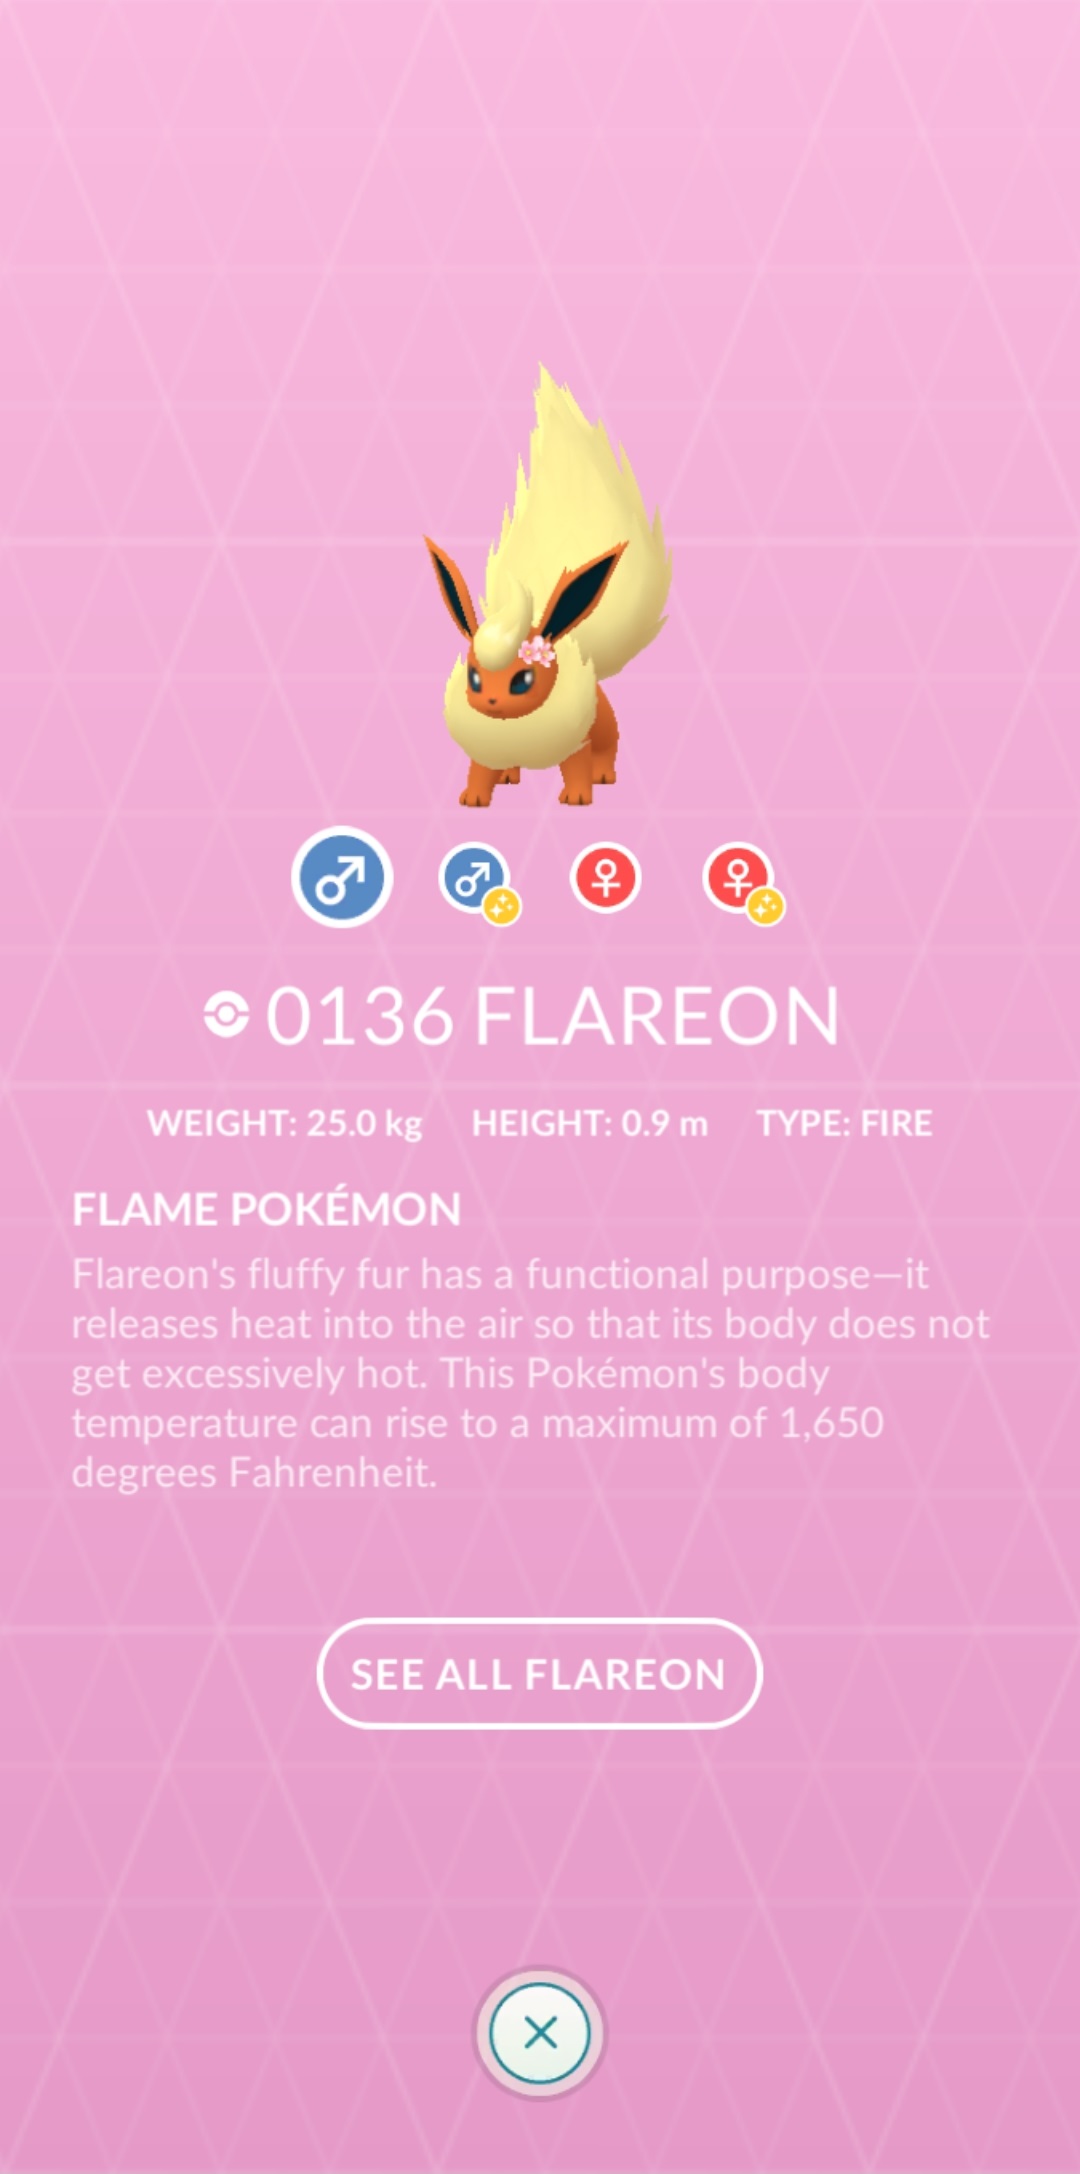 0136 FLAREON
WEIGHT: 25.0 kg HEIGHT: 0.9 m TYPE: FIRE
FLAME POKÉMON
Flareon's fluffy fur has a functional purpose—it
releases heat into the air so that its body does not
get excessively hot. This Pokémon's body
temperature can rise to a maximum of 1,650
degrees Fahrenheit.
SEE ALL FLAREON